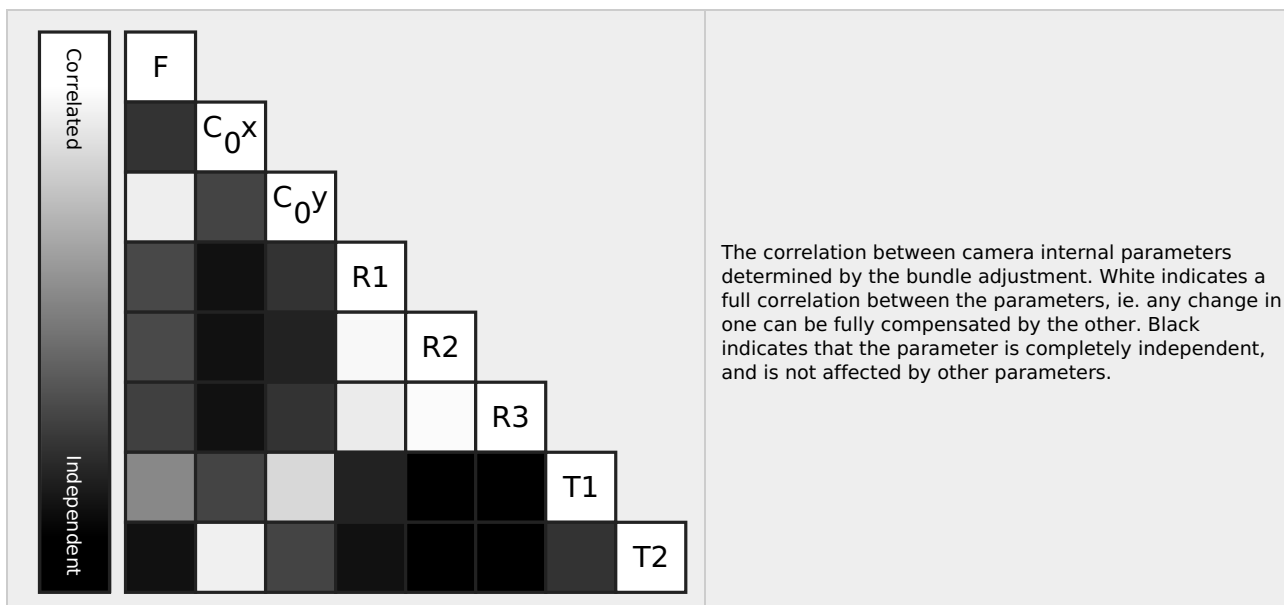 Correlated
Independent
F
C0x
C0y
R1
R2
R3
T1
T2
The correlation between camera internal parameters
determined by the bundle adjustment. White indicates a
full correlation between the parameters, ie. any change in
one can be fully compensated by the other. Black
indicates that the parameter is completely independent,
and is not affected by other parameters.